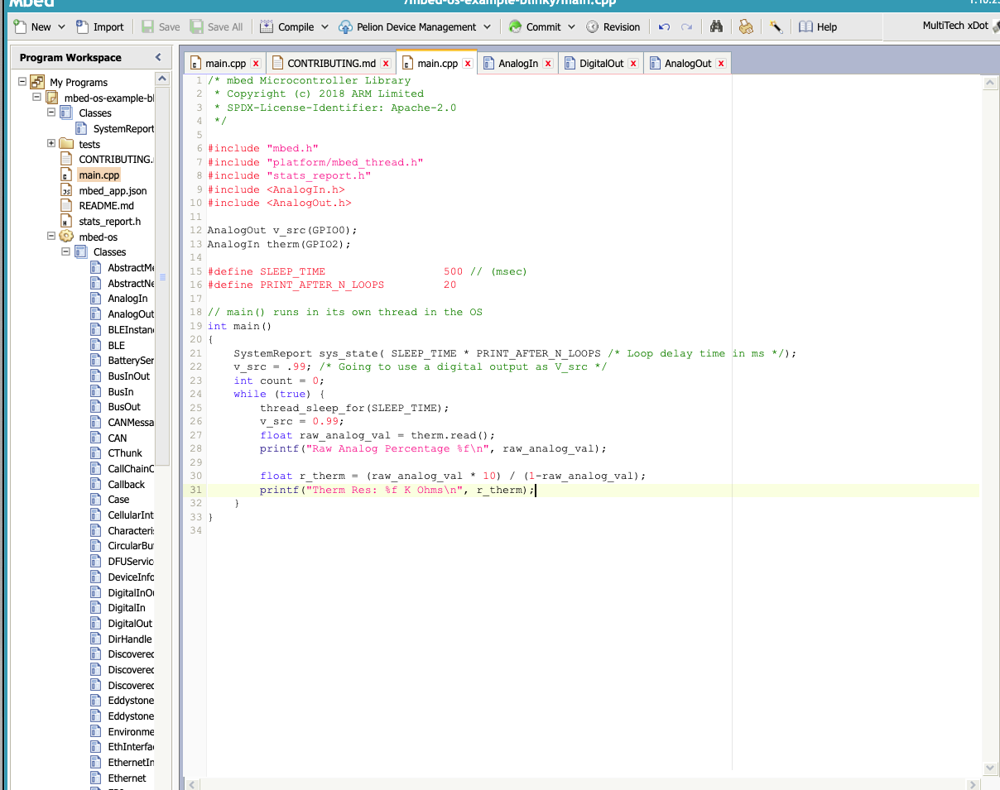 Mbed
/mbed-os-example-blinky/main.cpp
New
Import
Save
Save All
Compile
Pelion Device Management
Commit
Revision
Help
MultiTech xDot
Program Workspace
main.cpp
CONTRIBUTING.md
main.cpp
AnalogIn
DigitalOut
AnalogOut
My Programs
mbed-os-example-bl
Classes
SystemReport
tests
CONTRIBUTING.
main.cpp
mbed_app.json
README.md
stats_report.h
mbed-os
Classes
AbstractMe
AbstractNe
AnalogIn
AnalogOut
BLEInstan
BLE
BatterySer
BusInOut
BusIn
BusOut
CANMessa
CAN
CThunk
CallChainC
Callback
Case
CellularInt
Characteris
CircularBu
DFUServic
DeviceInfo
DigitalInOu
DigitalIn
DigitalOut
DirHandle
Discovered
Discovered
Discovered
Eddystone
Eddystone
Environme
EthInterfa
EthernetIn
Ethernet
1 /* mbed Microcontroller Library
2  * Copyright (c) 2018 ARM Limited
3  * SPDX-License-Identifier: Apache-2.0
4  */
5
6 #include "mbed.h"
7 #include "platform/mbed_thread.h"
8 #include "stats_report.h"
9 #include <AnalogIn.h>
10 #include <AnalogOut.h>
11
12 AnalogOut v_src(GPIO0);
13 AnalogIn therm(GPIO2);
14
15 #define SLEEP_TIME                  500 // (msec)
16 #define PRINT_AFTER_N_LOOPS         20
17
18 // main() runs in its own thread in the OS
19 int main()
20 {
21     SystemReport sys_state( SLEEP_TIME * PRINT_AFTER_N_LOOPS /* Loop delay time in ms */);
22     v_src = .99; /* Going to use a digital output as V_src */
23     int count = 0;
24     while (true) {
25         thread_sleep_for(SLEEP_TIME);
26         v_src = 0.99;
27         float raw_analog_val = therm.read();
28         printf("Raw Analog Percentage %f\n", raw_analog_val);
29
30         float r_therm = (raw_analog_val * 10) / (1-raw_analog_val);
31         printf("Therm Res: %f K Ohms\n", r_therm);
32     }
33 }
34